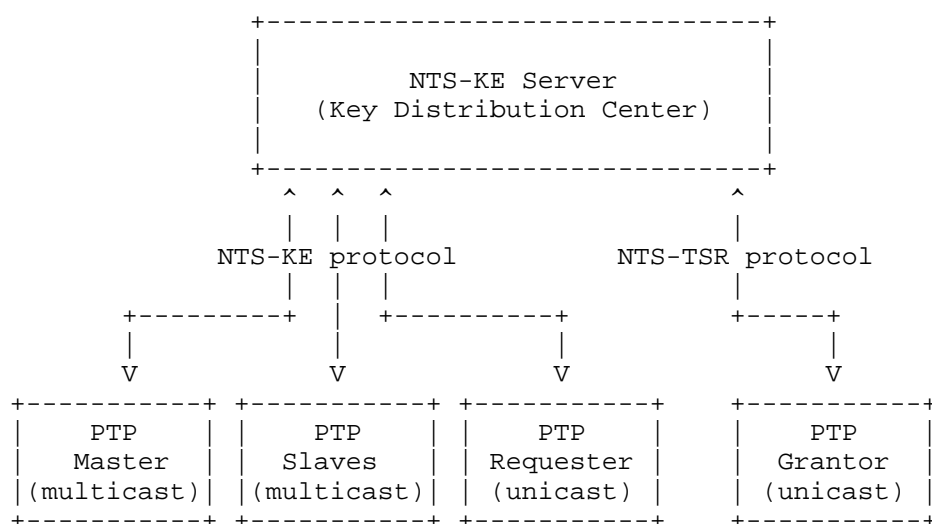 NTS-KE Server
(Key Distribution Center)
NTS-KE protocol NTS-TSR protocol
PTP PTP PTP PTP
Master Slaves Requester Grantor
(multicast) (multicast) (unicast) (unicast)